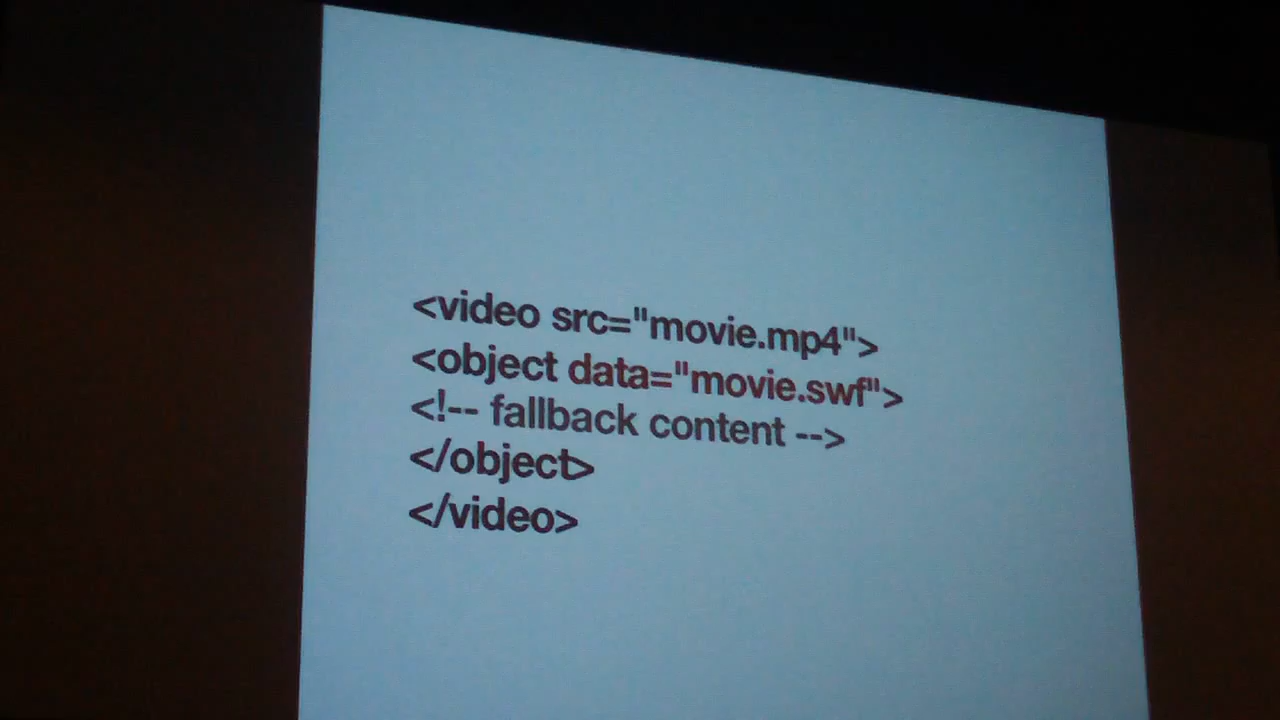 <video src="movie.mp4">
<object data="movie.swf">
<!-- fallback content -->
</object>
</video>